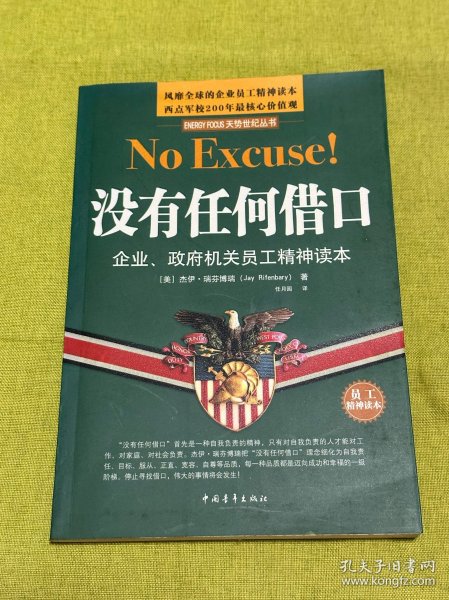 风靡全球的企业员工精神读本
西点军校200年最核心价值观
ENERGY FOCUS 天势世纪丛书
No Excuse!
没有任何借口
企业、政府机关员工精神读本
[美] 杰伊·瑞芬博瑞 (Jay Rifenbary) 著
任月园 译
员工
精神读本
“没有任何借口”首先是一种自我负责的精神，只有对自我负责的人才能对工
作、对家庭、对社会负责。杰伊·瑞芬博瑞把“没有任何借口”理念细化为自我责
任、目标、服从、正直、宽容、自尊等品质，每一种品质都是迈向成功和幸福的一级
阶梯。停止寻找借口，伟大的事情将会发生！
中国青年出版社
孔夫子旧书网
www.kongfz.com